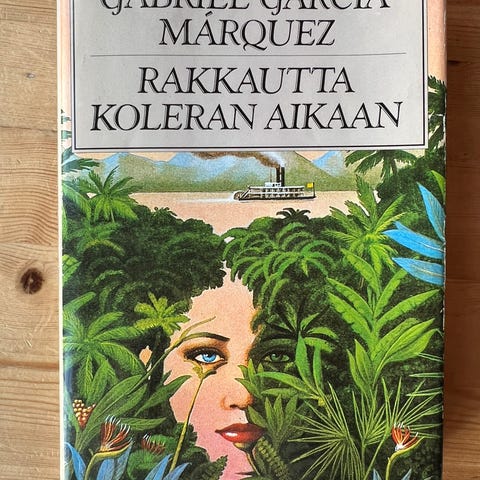 GABRIEL GARCÍA
MÁRQUEZ
RAKKAUTTA
KOLERAN AIKAAN